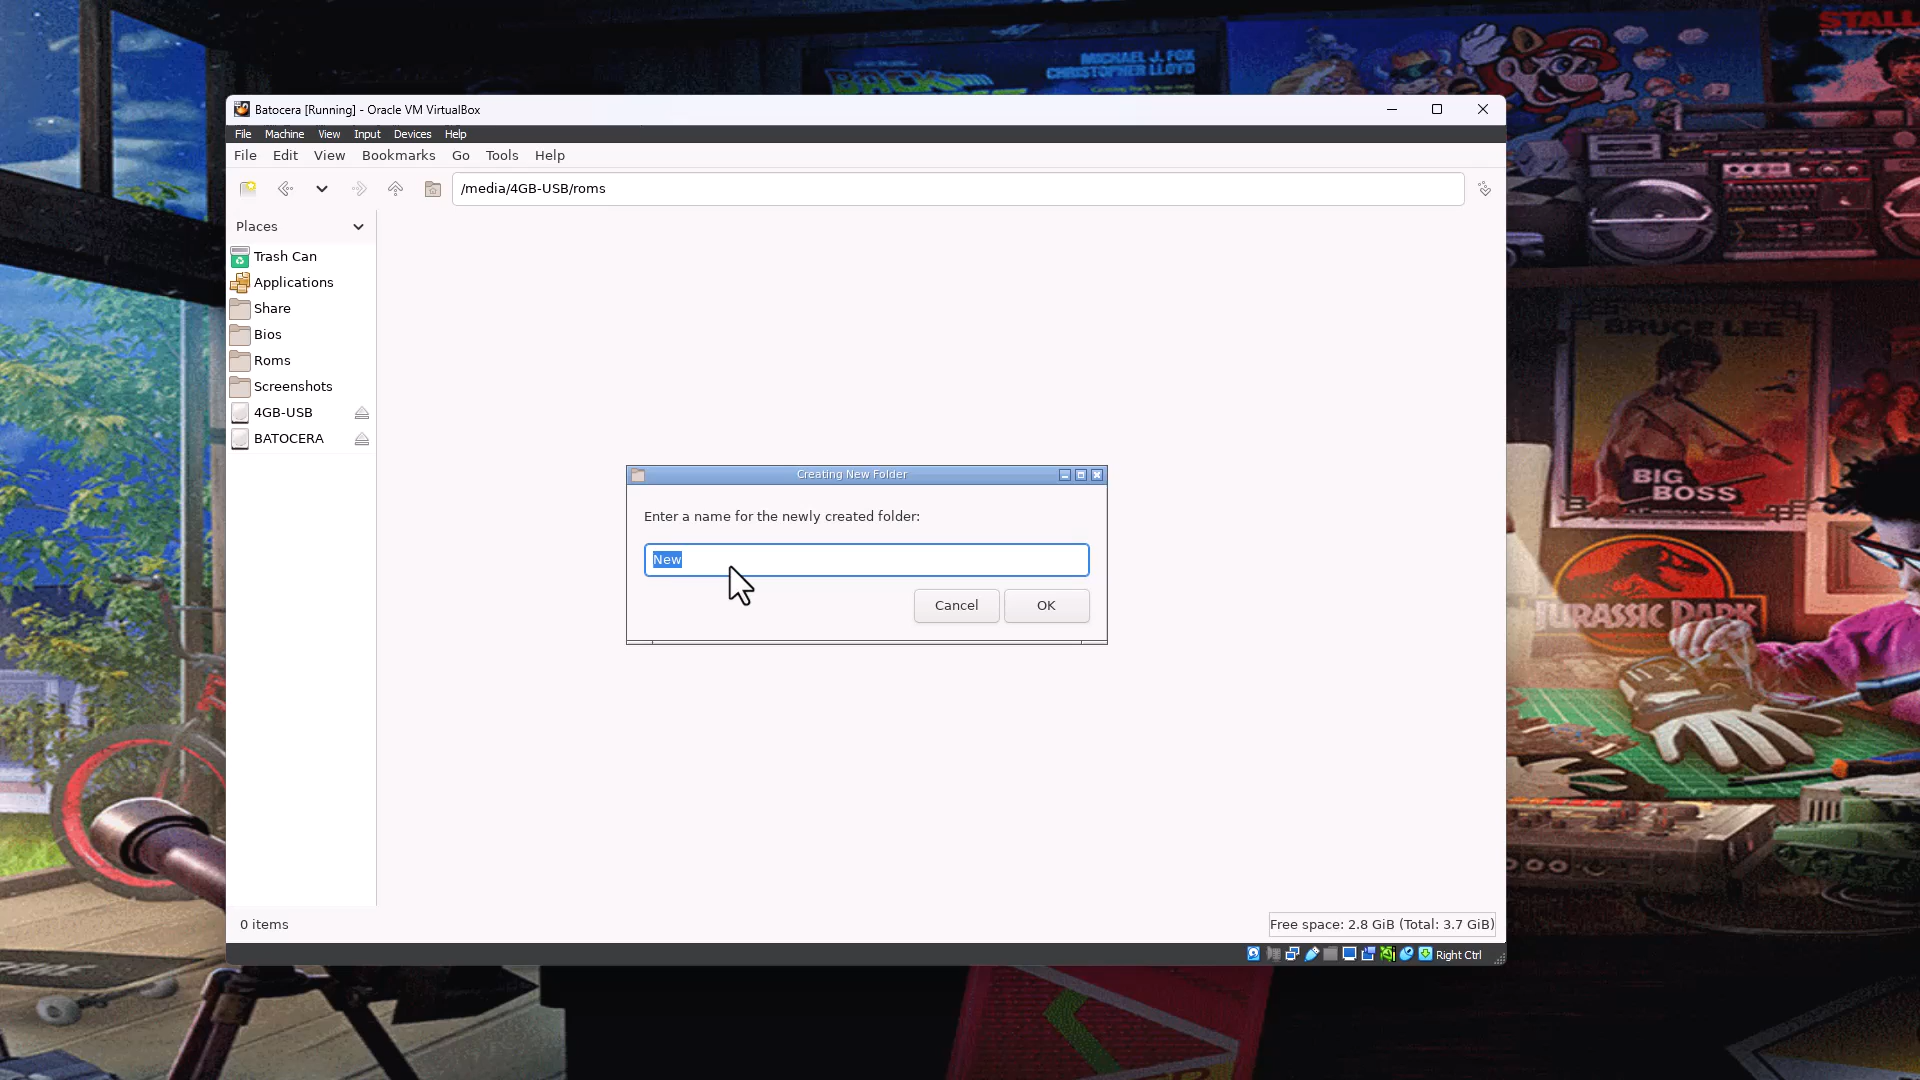 MICHAEL J. FOX
CHRISTOPHER LLOYD
BACK
STALL
Batocera [Running] - Oracle VM VirtualBox
File Machine View Input Devices Help
File Edit View Bookmarks Go Tools Help
/media/4GB-USB/roms
Places
Trash Can
Applications
Share
Bios
Roms
Screenshots
4GB-USB
BATOCERA
Creating New Folder
Enter a name for the newly created folder:
New
Cancel OK
BRUCE LEE
BIG
BOSS
JURASSIC PARK
0 items
Free space: 2.8 GiB (Total: 3.7 GiB)
Right Ctrl